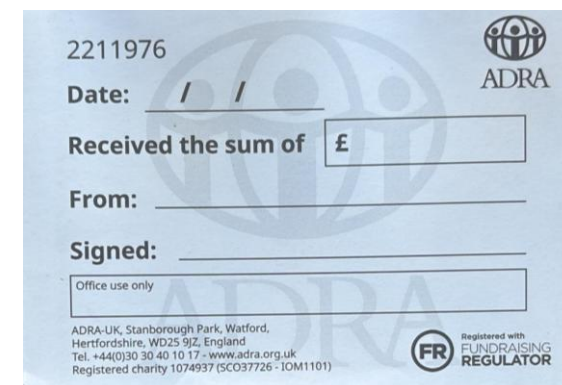 2211976
ADRA
Date: / /
Received the sum of £
From:
Signed:
Office use only
ADRA
ADRA-UK, Stanborough Park, Watford,
Hertfordshire, WD25 9JZ, England
Tel. +44(0)30 30 40 10 17 - www.adra.org.uk
Registered charity 1074937 (SCO37726 - IOM1101)
FR
Registered with
FUNDRAISING
REGULATOR